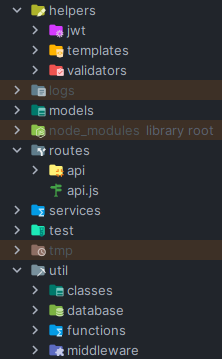 helpers
jwt
templates
validators
logs
models
node_modules library root
routes
api
api.js
services
test
tmp
util
classes
database
functions
middleware